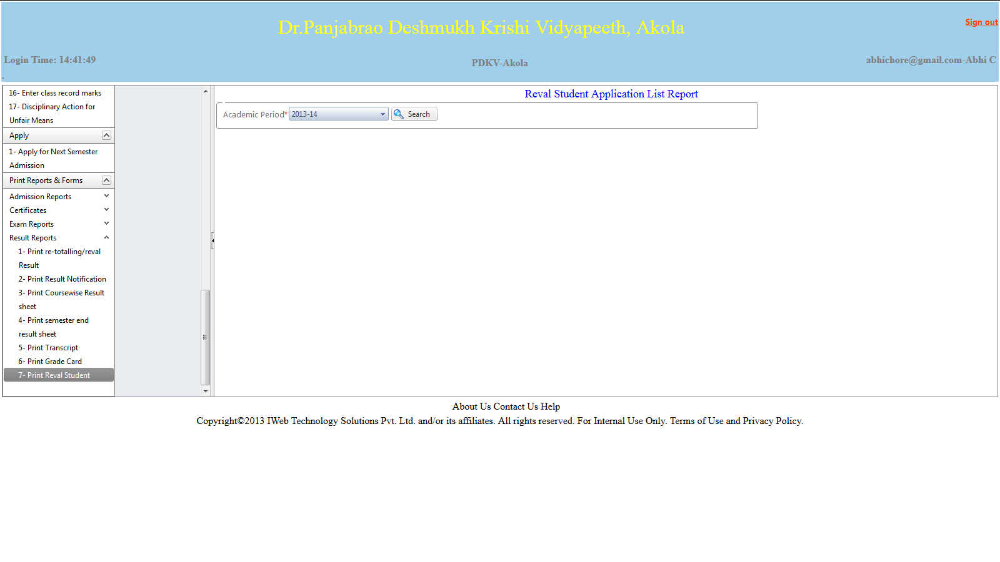 Dr.Panjabrao Deshmukh Krishi Vidyapeeth, Akola
Sign out
Login Time: 14:41:49
PDKV-Akola
abhichore@gmail.com-Abhi C
.
16- Enter class record marks
17- Disciplinary Action for
Unfair Means
Apply
1- Apply for Next Semester
Admission
Print Reports & Forms
Admission Reports
Certificates
Exam Reports
Result Reports
1- Print re-totalling/reval
Result
2- Print Result Notification
3- Print Coursewise Result
sheet
4- Print semester end
result sheet
5- Print Transcript
6- Print Grade Card
7- Print Reval Student
Reval Student Application List Report
Academic Period* 2013-14 Search
About Us Contact Us Help
Copyright©2013 IWeb Technology Solutions Pvt. Ltd. and/or its affiliates. All rights reserved. For Internal Use Only. Terms of Use and Privacy Policy.